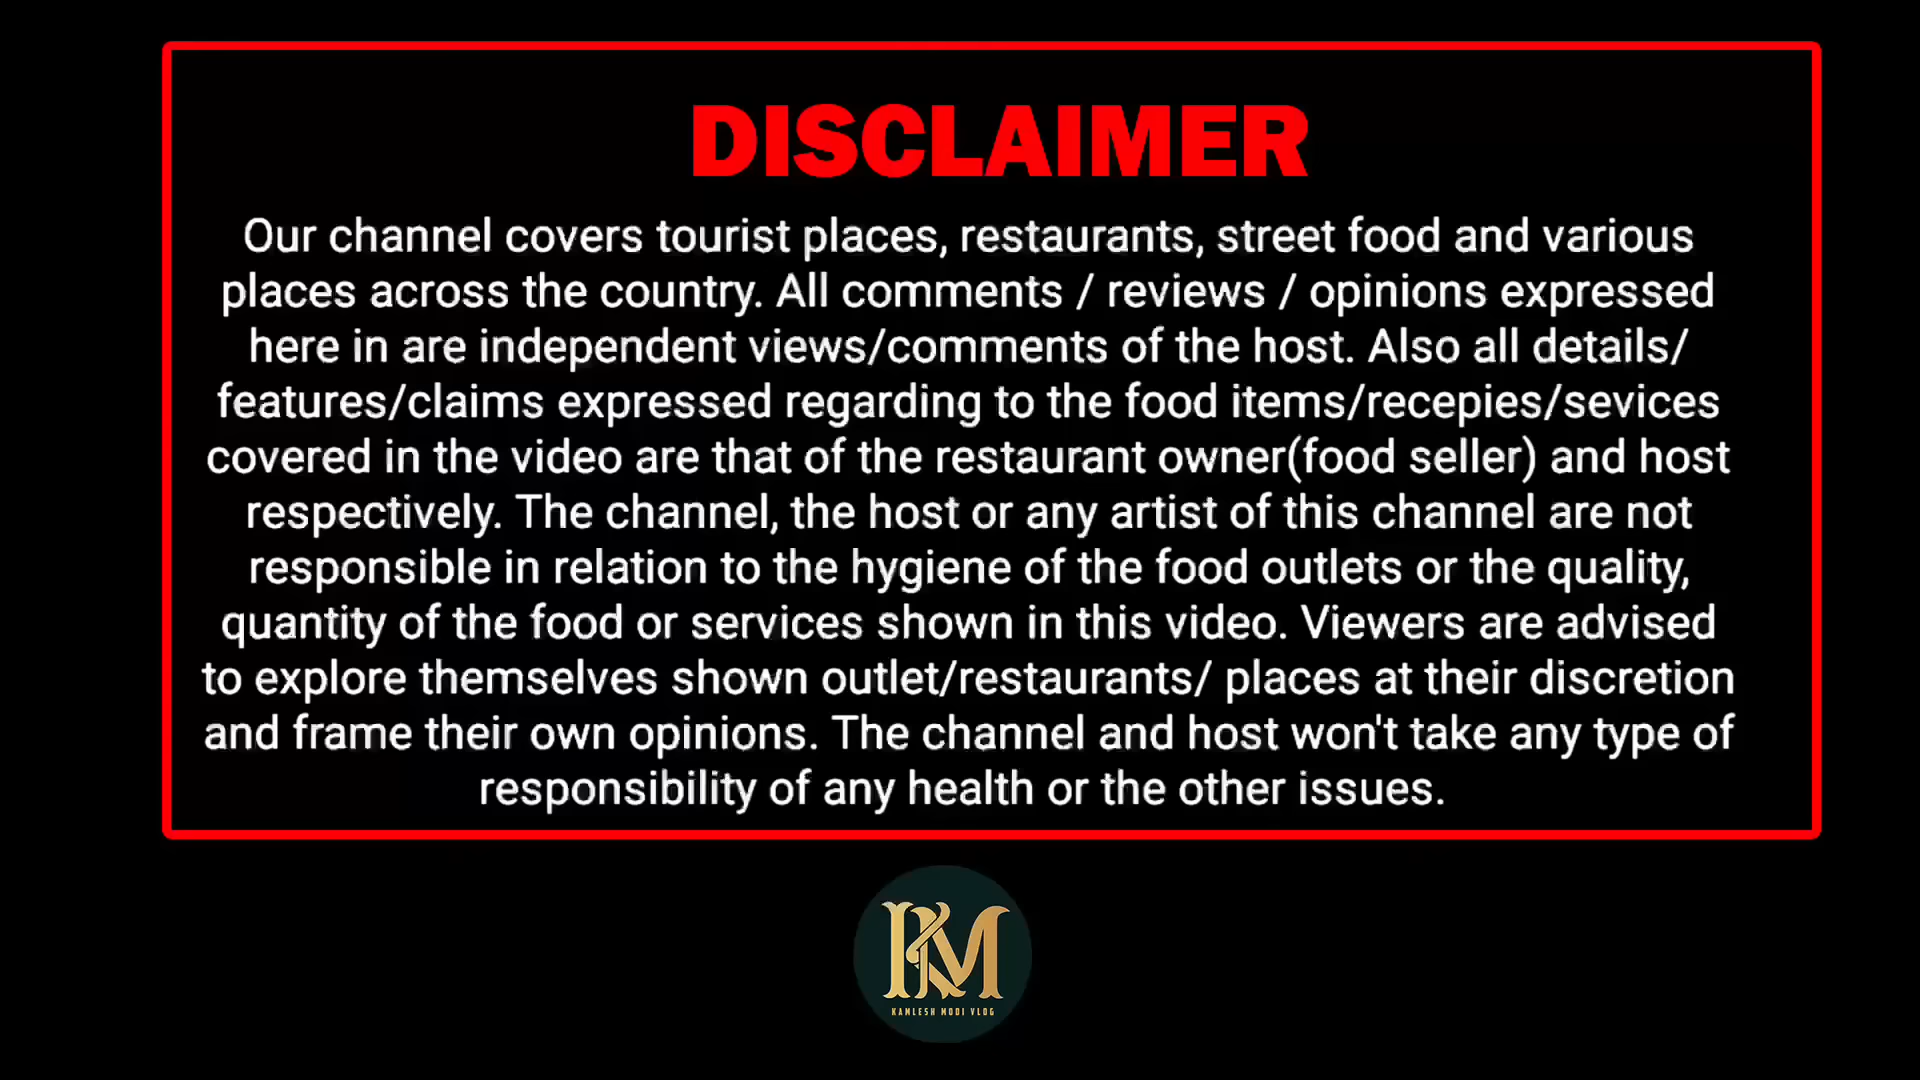 DISCLAIMER
Our channel covers tourist places, restaurants, street food and various
places across the country. All comments / reviews / opinions expressed
here in are independent views/comments of the host. Also all details/
features/claims expressed regarding to the food items/recepies/sevices
covered in the video are that of the restaurant owner(food seller) and host
respectively. The channel, the host or any artist of this channel are not
responsible in relation to the hygiene of the food outlets or the quality,
quantity of the food or services shown in this video. Viewers are advised
to explore themselves shown outlet/restaurants/ places at their discretion
and frame their own opinions. The channel and host won't take any type of
responsibility of any health or the other issues.
KM
KAMLESH MODI VLOG